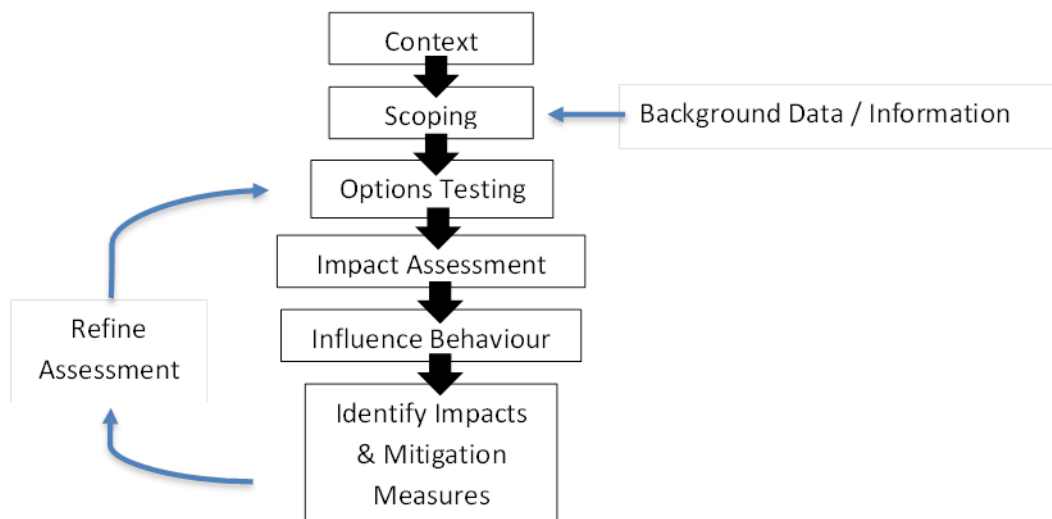 Context
Scoping
Background Data / Information
Options Testing
Impact Assessment
Influence Behaviour
Refine
Assessment
Identify Impacts
& Mitigation
Measures